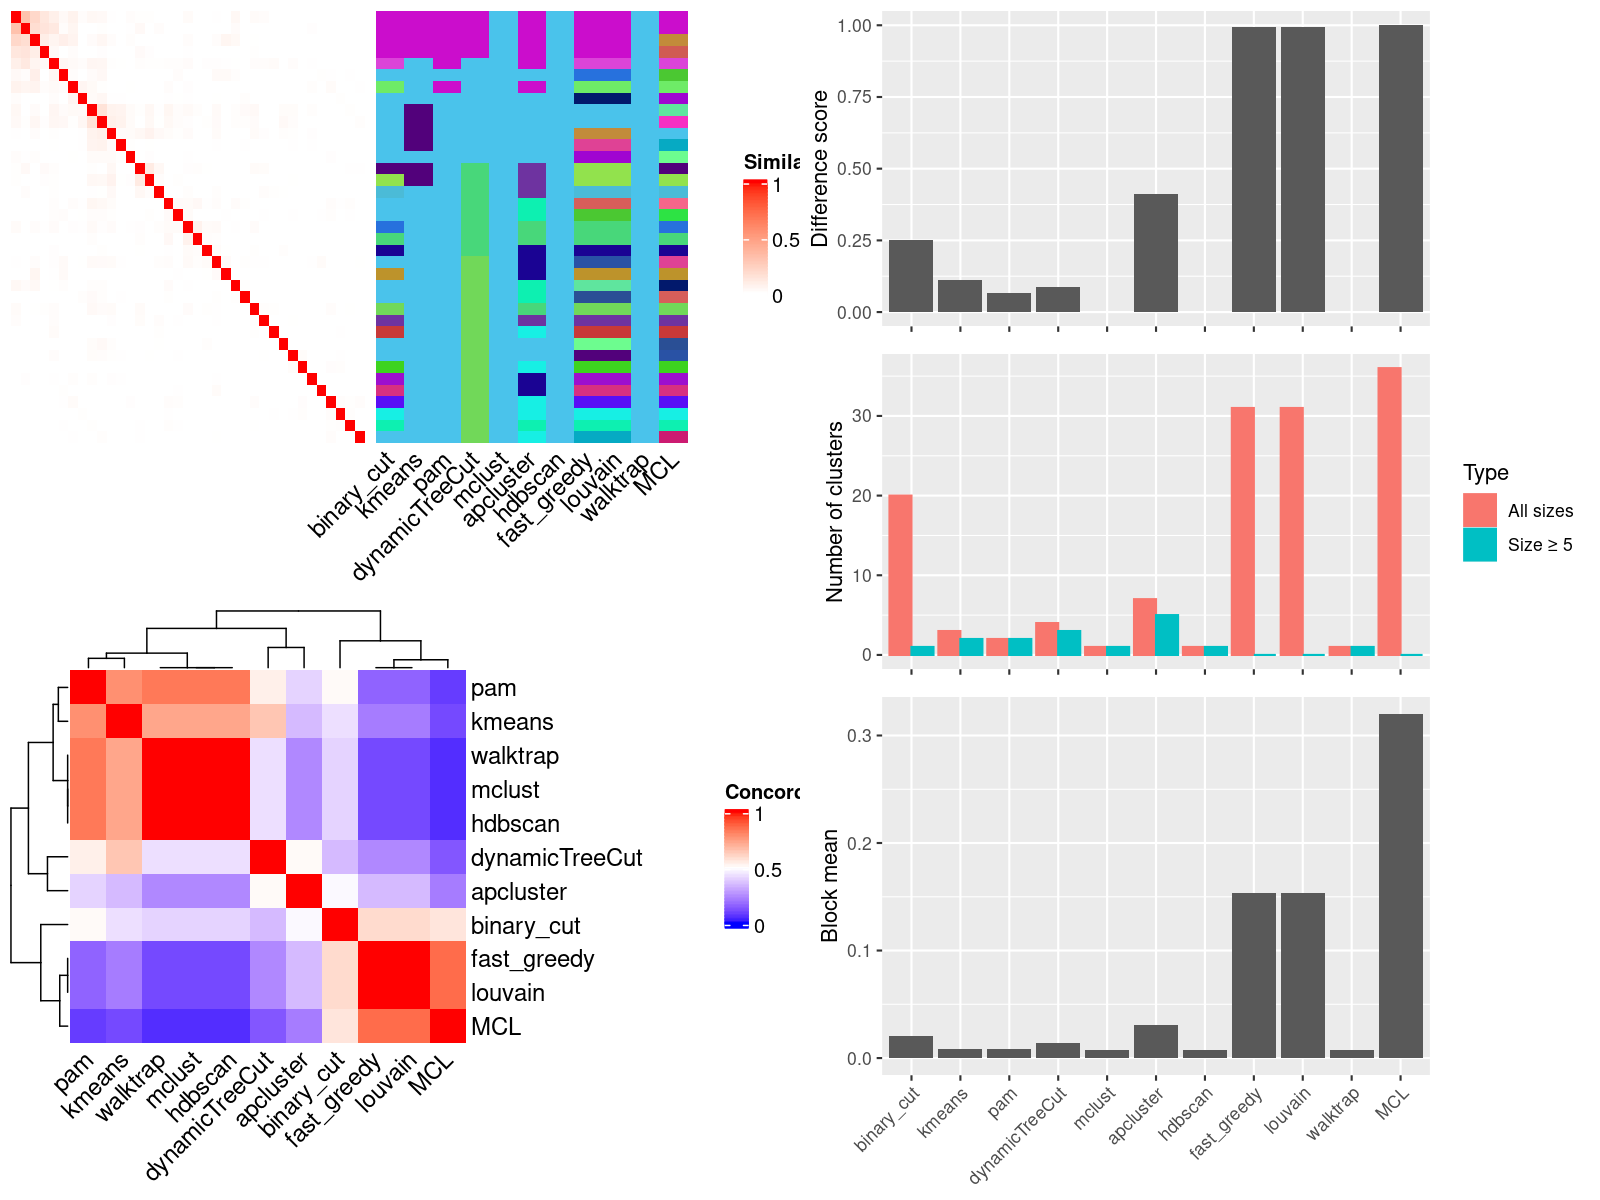 Simila
1
0.5
0
binary_cut
kmeans
pam
dynamicTreeCut
mclust
apcluster
hdbscan
fast_greedy
louvain
walktrap
MCL
pam
kmeans
walktrap
mclust
hdbscan
dynamicTreeCut
apcluster
binary_cut
fast_greedy
louvain
MCL
Concord
1
0.5
0
pam
kmeans
walktrap
mclust
hdbscan
dynamicTreeCut
apcluster
binary_cut
fast_greedy
louvain
MCL
Difference score
1.00
0.75
0.50
0.25
0.00
Number of clusters
30
20
10
0
Type
All sizes
Size ≥ 5
Block mean
0.3
0.2
0.1
0.0
binary_cut
kmeans
pam
dynamicTreeCut
mclust
apcluster
hdbscan
fast_greedy
louvain
walktrap
MCL